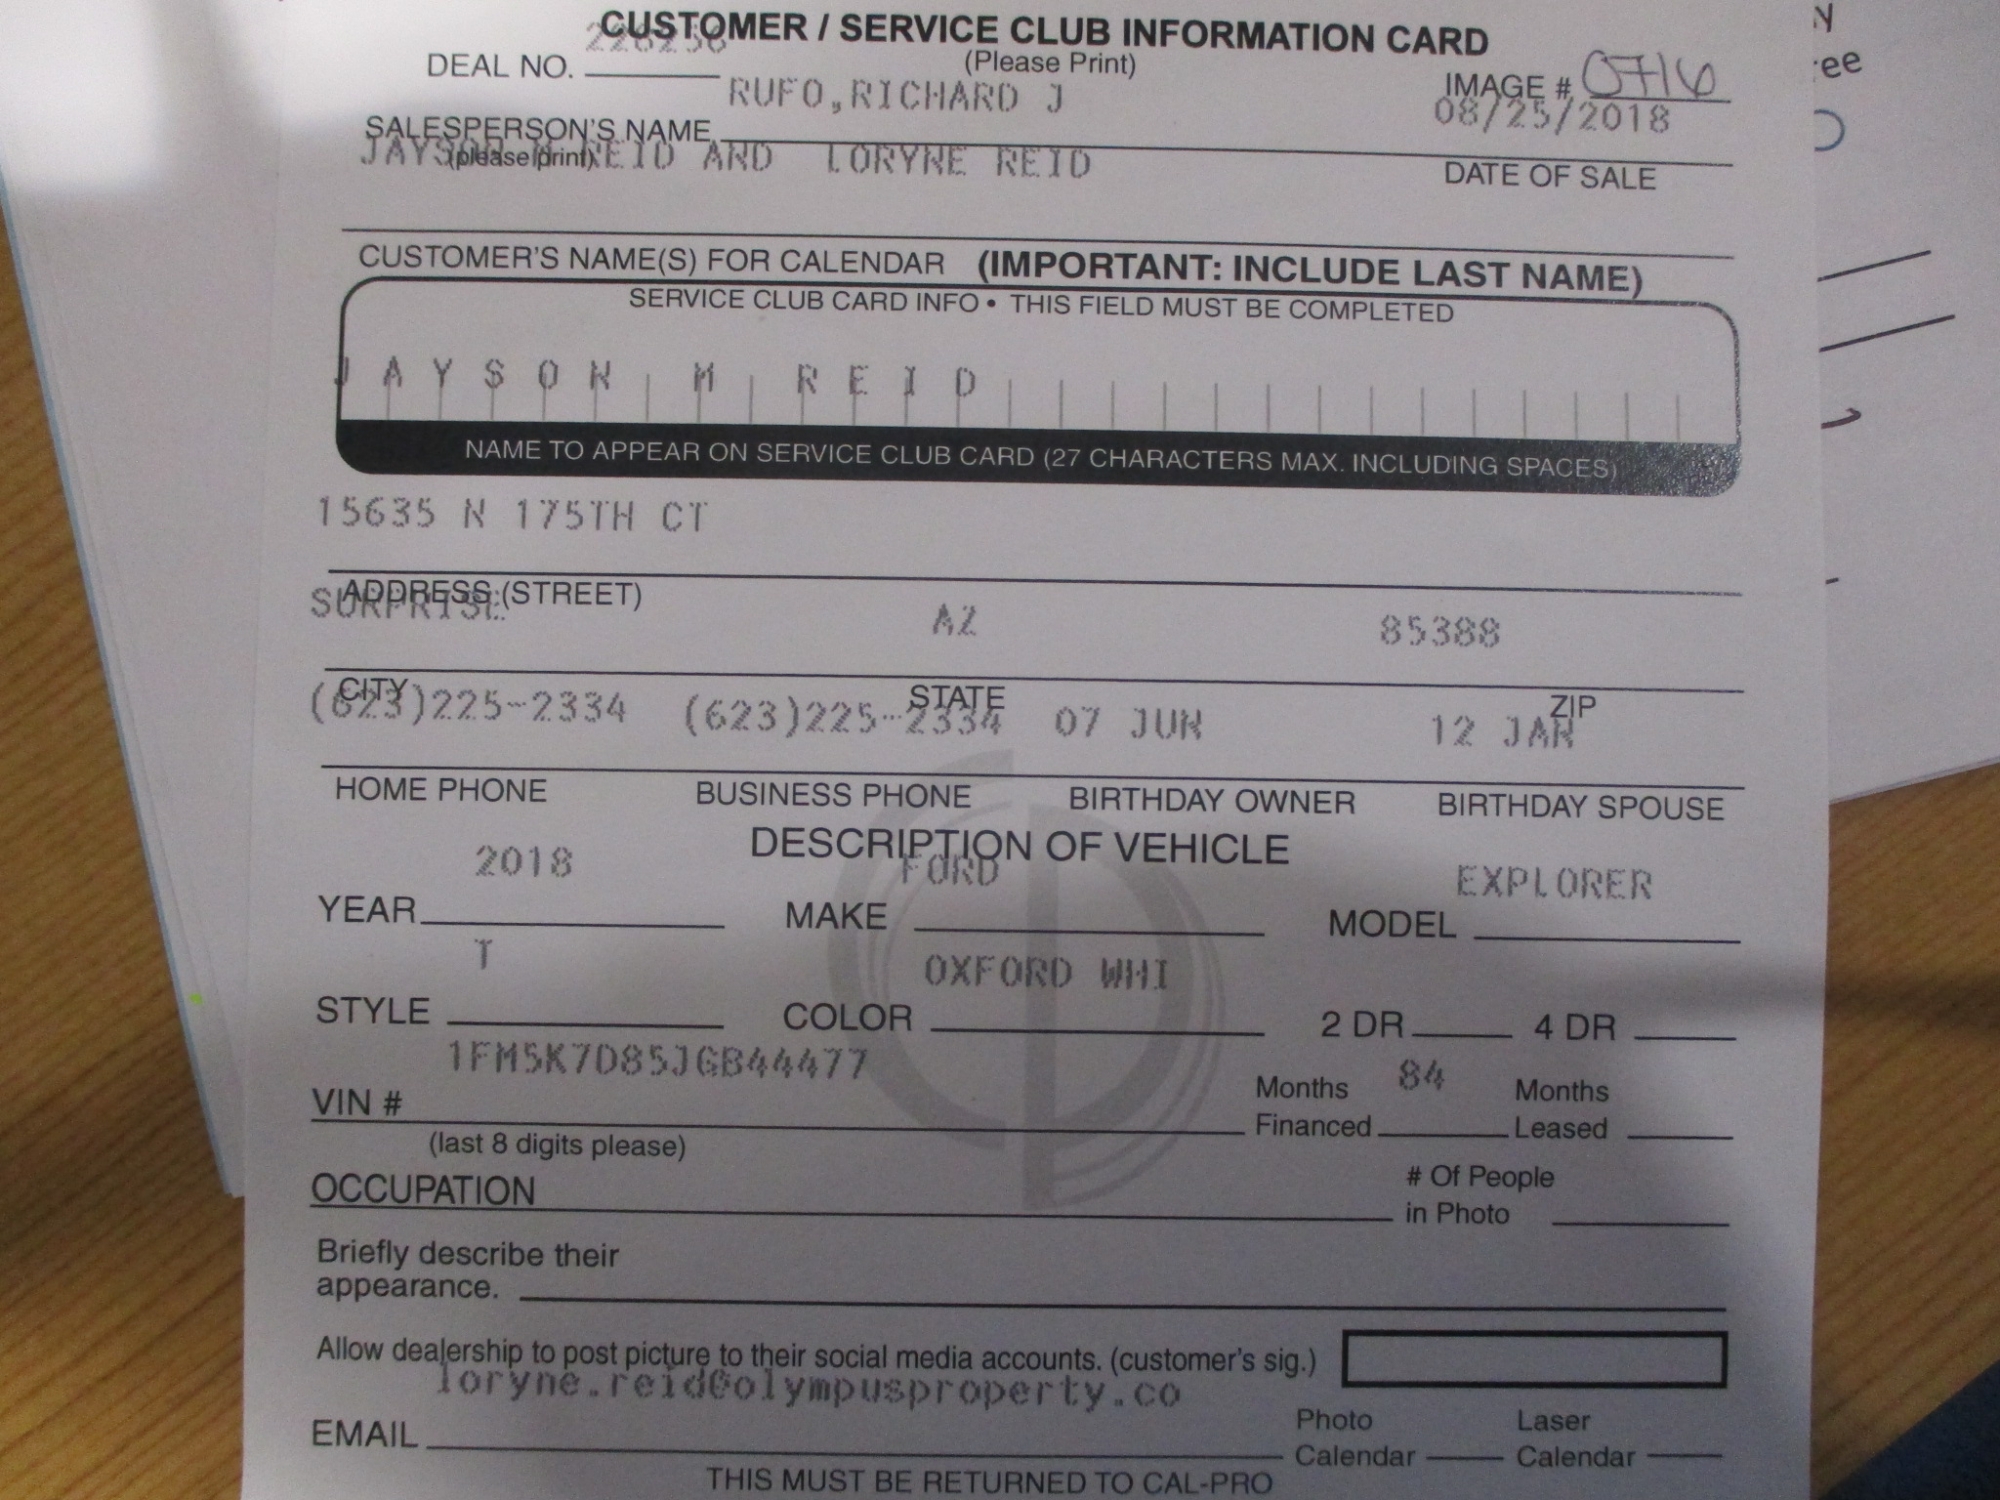 CUSTOMER / SERVICE CLUB INFORMATION CARD
(Please Print)
DEAL NO. 226256
IMAGE # 0716
RUFO,RICHARD J
08/25/2018
SALESPERSON'S NAME
(please print)
DATE OF SALE
JAYSON M REID AND LORYNE REID
CUSTOMER'S NAME(S) FOR CALENDAR (IMPORTANT: INCLUDE LAST NAME)
SERVICE CLUB CARD INFO • THIS FIELD MUST BE COMPLETED
JAYSON M REID
NAME TO APPEAR ON SERVICE CLUB CARD (27 CHARACTERS MAX. INCLUDING SPACES)
15635 N 175TH CT
ADDRESS (STREET)
SURPRISE AZ 85388
CITY STATE ZIP
(623)225-2334 (623)225-2334 07 JUN 12 JAN
HOME PHONE BUSINESS PHONE BIRTHDAY OWNER BIRTHDAY SPOUSE
DESCRIPTION OF VEHICLE
2018 FORD EXPLORER
YEAR MAKE MODEL
T OXFORD WHI
STYLE COLOR 2 DR 4 DR
1FM5K7D85JGB44477
VIN #
(last 8 digits please)
Months Financed 84 Months Leased
OCCUPATION
# Of People in Photo
Briefly describe their
appearance.
Allow dealership to post picture to their social media accounts. (customer's sig.)
loryne.reid@olympusproperty.co
EMAIL
Photo Calendar Laser Calendar
THIS MUST BE RETURNED TO CAL-PRO